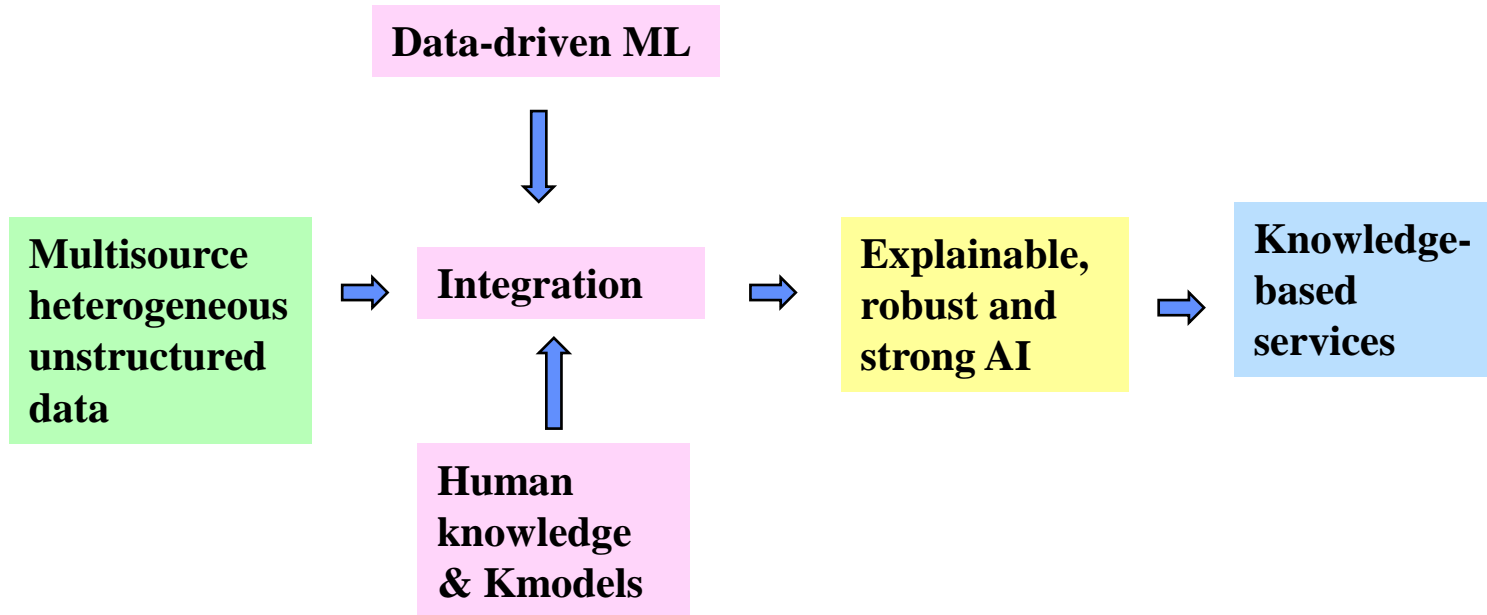 Data-driven ML
Multisource
heterogeneous
unstructured
data
Integration
Explainable,
robust and
strong AI
Knowledge-
based
services
Human
knowledge
& Kmodels